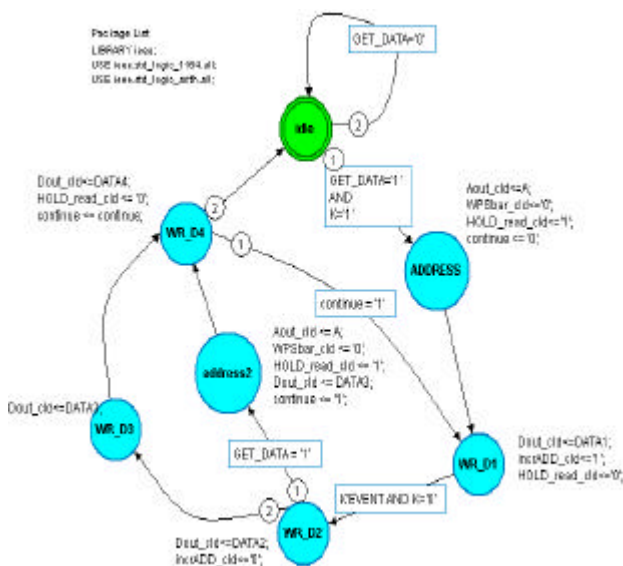 Package List
LIBRARY ieee;
USE ieee.std_logic_1164.all;
USE ieee.std_logic_arith.all;
GET_DATA='0'
2
idle
1
GET_DATA='1'
AND
K='1'
Dout_cld<=DATA4;
HOLD_read_cld <= '0';
continue <= continue;
2
WR_D4
1
Aout_cld<=A;
WPSbar_cld<='0';
HOLD_read_cld<='1';
continue <= '0';
ADDRESS
continue = '1'
Aout_cld <= A;
WPSbar_cld <= '0';
HOLD_read_cld <= '1';
Dout_cld <= DATA3;
continue <= '1';
address2
Dout_cld<=DATA3;
WR_D3
GET_DATA = '1'
WR_D1
Dout_cld<=DATA1;
incrADD_cld<='1';
HOLD_read_cld<='0';
K'EVENT AND K='0'
1
2
WR_D2
Dout_cld<=DATA2;
incrADD_cld<='0';